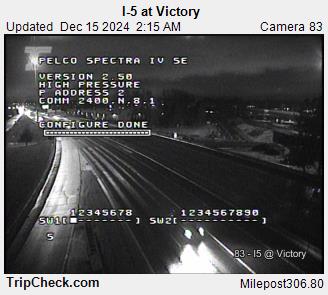 I-5 at Victory
Updated Dec 15 2024 2:15 AM Camera 83
PELCO SPECTRA IV SE
VERSION 2.50
HIGH PRESSURE
P ADDRESS 2
COMM 2400.N.8.1
CONFIGURE DONE
12345678 1234567890
SW1 SW2
S
83 - I5 @ Victory
TripCheck.com Milepost306.80